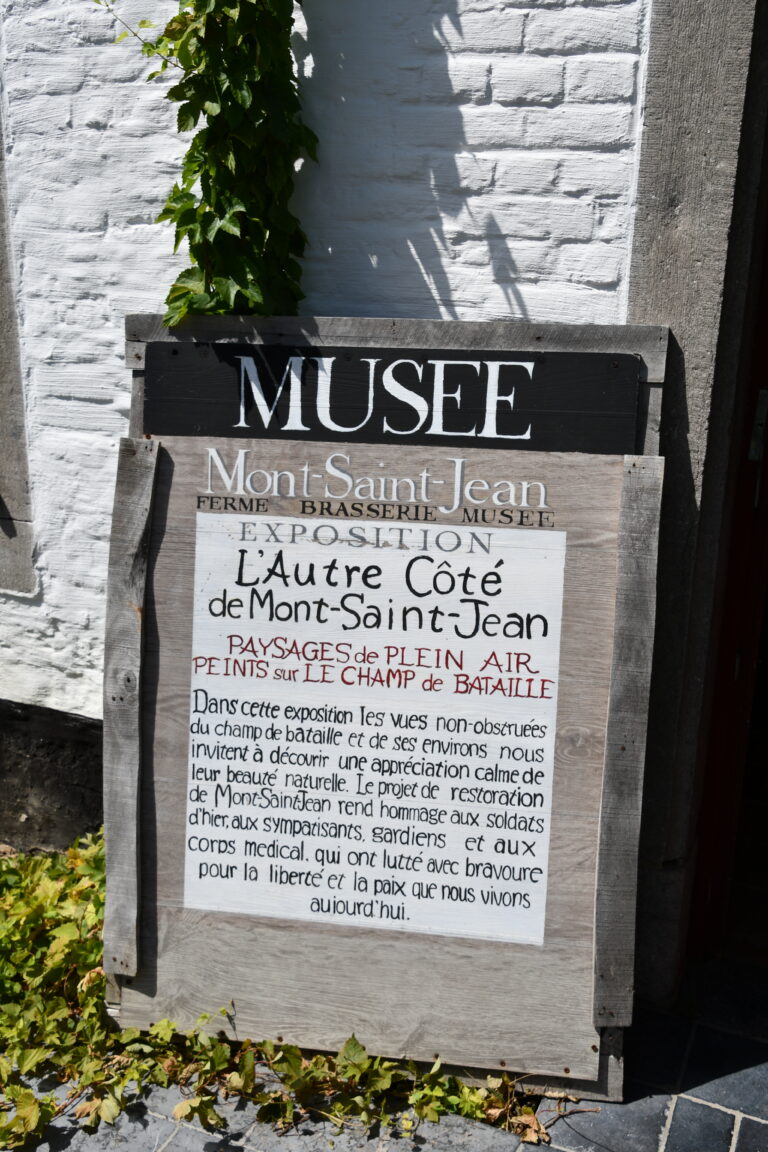 MUSEE
Mont-Saint-Jean
FERME BRASSERIE MUSEE
EXPOSITION
L'Autre Côté
de Mont-Saint-Jean
PAYSAGES de PLEIN AIR
PEINTS sur LE CHAMP de BATAILLE
Dans cette exposition les vues non-obstruées
du champ de bataille et de ses environs nous
invitent à décovrir une appréciation calme de
leur beauté naturelle. Le projet de restoration
de Mont-Saint-Jean rend hommage aux soldats
d'hier, aux sympatisants, gardiens et aux
corps medical, qui ont lutté avec bravoure
pour la liberté et la paix que nous vivons
aujourd'hui.